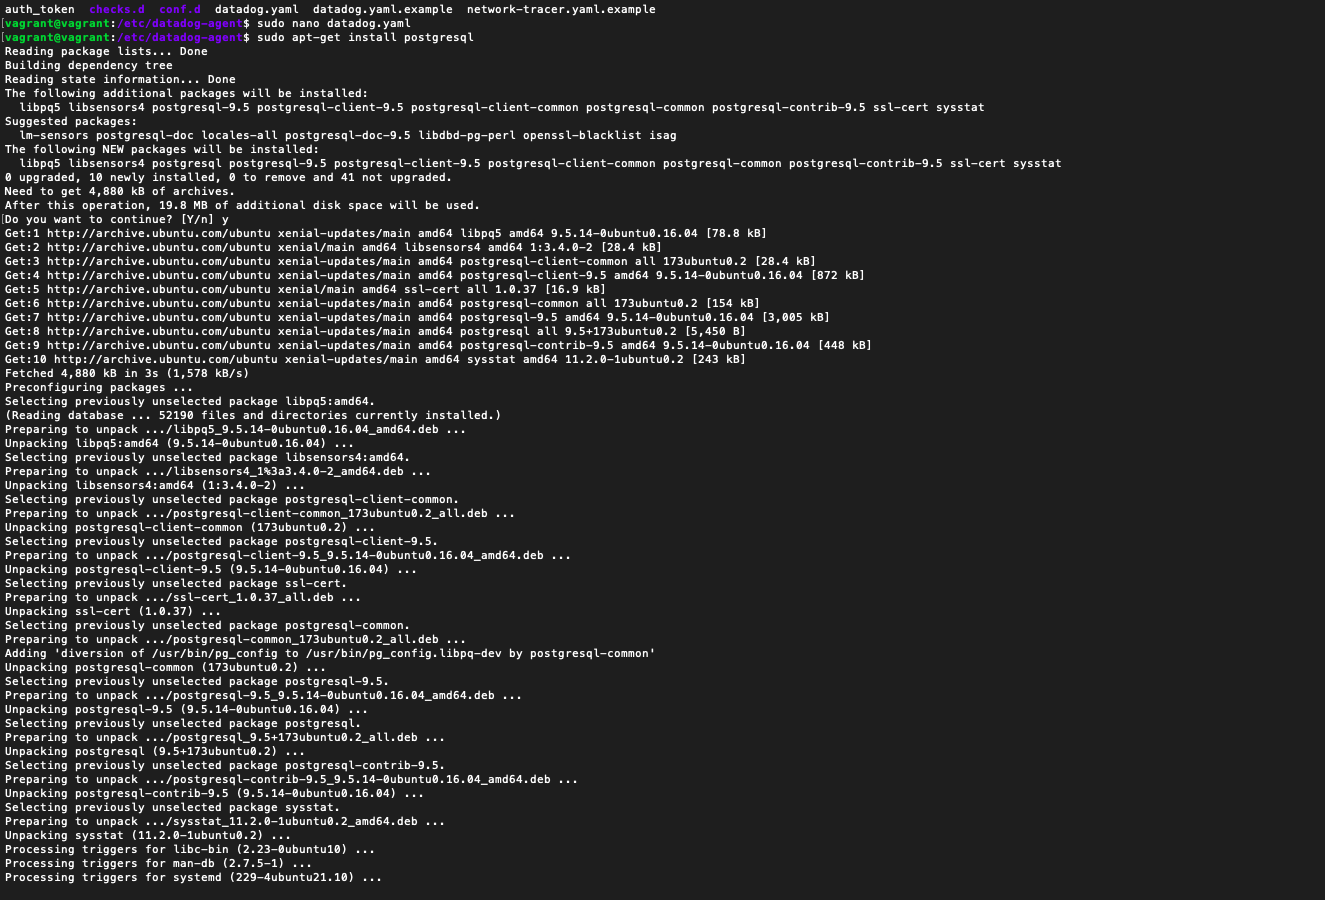 auth_token  checks.d  conf.d  datadog.yaml  datadog.yaml.example  network-tracer.yaml.example
[vagrant@vagrant:/etc/datadog-agent$ sudo nano datadog.yaml
[vagrant@vagrant:/etc/datadog-agent$ sudo apt-get install postgresql
Reading package lists... Done
Building dependency tree
Reading state information... Done
The following additional packages will be installed:
  libpq5 libsensors4 postgresql-9.5 postgresql-client-9.5 postgresql-client-common postgresql-common postgresql-contrib-9.5 ssl-cert sysstat
Suggested packages:
  lm-sensors postgresql-doc locales-all postgresql-doc-9.5 libdbd-pg-perl openssl-blacklist isag
The following NEW packages will be installed:
  libpq5 libsensors4 postgresql postgresql-9.5 postgresql-client-9.5 postgresql-client-common postgresql-common postgresql-contrib-9.5 ssl-cert sysstat
0 upgraded, 10 newly installed, 0 to remove and 41 not upgraded.
Need to get 4,880 kB of archives.
After this operation, 19.8 MB of additional disk space will be used.
[Do you want to continue? [Y/n] y
Get:1 http://archive.ubuntu.com/ubuntu xenial-updates/main amd64 libpq5 amd64 9.5.14-0ubuntu0.16.04 [78.8 kB]
Get:2 http://archive.ubuntu.com/ubuntu xenial/main amd64 libsensors4 amd64 1:3.4.0-2 [28.4 kB]
Get:3 http://archive.ubuntu.com/ubuntu xenial-updates/main amd64 postgresql-client-common all 173ubuntu0.2 [28.4 kB]
Get:4 http://archive.ubuntu.com/ubuntu xenial-updates/main amd64 postgresql-client-9.5 amd64 9.5.14-0ubuntu0.16.04 [872 kB]
Get:5 http://archive.ubuntu.com/ubuntu xenial/main amd64 ssl-cert all 1.0.37 [16.9 kB]
Get:6 http://archive.ubuntu.com/ubuntu xenial-updates/main amd64 postgresql-common all 173ubuntu0.2 [154 kB]
Get:7 http://archive.ubuntu.com/ubuntu xenial-updates/main amd64 postgresql-9.5 amd64 9.5.14-0ubuntu0.16.04 [3,005 kB]
Get:8 http://archive.ubuntu.com/ubuntu xenial-updates/main amd64 postgresql all 9.5+173ubuntu0.2 [5,450 B]
Get:9 http://archive.ubuntu.com/ubuntu xenial-updates/main amd64 postgresql-contrib-9.5 amd64 9.5.14-0ubuntu0.16.04 [448 kB]
Get:10 http://archive.ubuntu.com/ubuntu xenial-updates/main amd64 sysstat amd64 11.2.0-1ubuntu0.2 [243 kB]
Fetched 4,880 kB in 3s (1,578 kB/s)
Preconfiguring packages ...
Selecting previously unselected package libpq5:amd64.
(Reading database ... 52190 files and directories currently installed.)
Preparing to unpack .../libpq5_9.5.14-0ubuntu0.16.04_amd64.deb ...
Unpacking libpq5:amd64 (9.5.14-0ubuntu0.16.04) ...
Selecting previously unselected package libsensors4:amd64.
Preparing to unpack .../libsensors4_1%3a3.4.0-2_amd64.deb ...
Unpacking libsensors4:amd64 (1:3.4.0-2) ...
Selecting previously unselected package postgresql-client-common.
Preparing to unpack .../postgresql-client-common_173ubuntu0.2_all.deb ...
Unpacking postgresql-client-common (173ubuntu0.2) ...
Selecting previously unselected package postgresql-client-9.5.
Preparing to unpack .../postgresql-client-9.5_9.5.14-0ubuntu0.16.04_amd64.deb ...
Unpacking postgresql-client-9.5 (9.5.14-0ubuntu0.16.04) ...
Selecting previously unselected package ssl-cert.
Preparing to unpack .../ssl-cert_1.0.37_all.deb ...
Unpacking ssl-cert (1.0.37) ...
Selecting previously unselected package postgresql-common.
Preparing to unpack .../postgresql-common_173ubuntu0.2_all.deb ...
Adding 'diversion of /usr/bin/pg_config to /usr/bin/pg_config.libpq-dev by postgresql-common'
Unpacking postgresql-common (173ubuntu0.2) ...
Selecting previously unselected package postgresql-9.5.
Preparing to unpack .../postgresql-9.5_9.5.14-0ubuntu0.16.04_amd64.deb ...
Unpacking postgresql-9.5 (9.5.14-0ubuntu0.16.04) ...
Selecting previously unselected package postgresql.
Preparing to unpack .../postgresql_9.5+173ubuntu0.2_all.deb ...
Unpacking postgresql (9.5+173ubuntu0.2) ...
Selecting previously unselected package postgresql-contrib-9.5.
Preparing to unpack .../postgresql-contrib-9.5_9.5.14-0ubuntu0.16.04_amd64.deb ...
Unpacking postgresql-contrib-9.5 (9.5.14-0ubuntu0.16.04) ...
Selecting previously unselected package sysstat.
Preparing to unpack .../sysstat_11.2.0-1ubuntu0.2_amd64.deb ...
Unpacking sysstat (11.2.0-1ubuntu0.2) ...
Processing triggers for libc-bin (2.23-0ubuntu10) ...
Processing triggers for man-db (2.7.5-1) ...
Processing triggers for systemd (229-4ubuntu21.10) ...